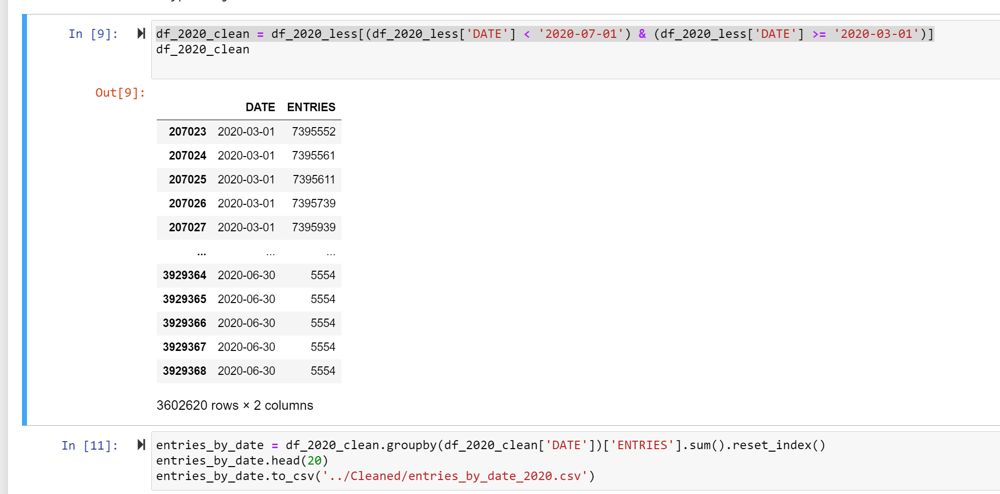 In [9]:
df_2020_clean = df_2020_less[(df_2020_less['DATE'] < '2020-07-01') & (df_2020_less['DATE'] >= '2020-03-01')]
df_2020_clean
Out[9]:
DATE ENTRIES
207023 2020-03-01 7395552
207024 2020-03-01 7395561
207025 2020-03-01 7395611
207026 2020-03-01 7395739
207027 2020-03-01 7395939
... ... ...
3929364 2020-06-30 5554
3929365 2020-06-30 5554
3929366 2020-06-30 5554
3929367 2020-06-30 5554
3929368 2020-06-30 5554
3602620 rows × 2 columns
In [11]:
entries_by_date = df_2020_clean.groupby(df_2020_clean['DATE'])['ENTRIES'].sum().reset_index()
entries_by_date.head(20)
entries_by_date.to_csv('../Cleaned/entries_by_date_2020.csv')